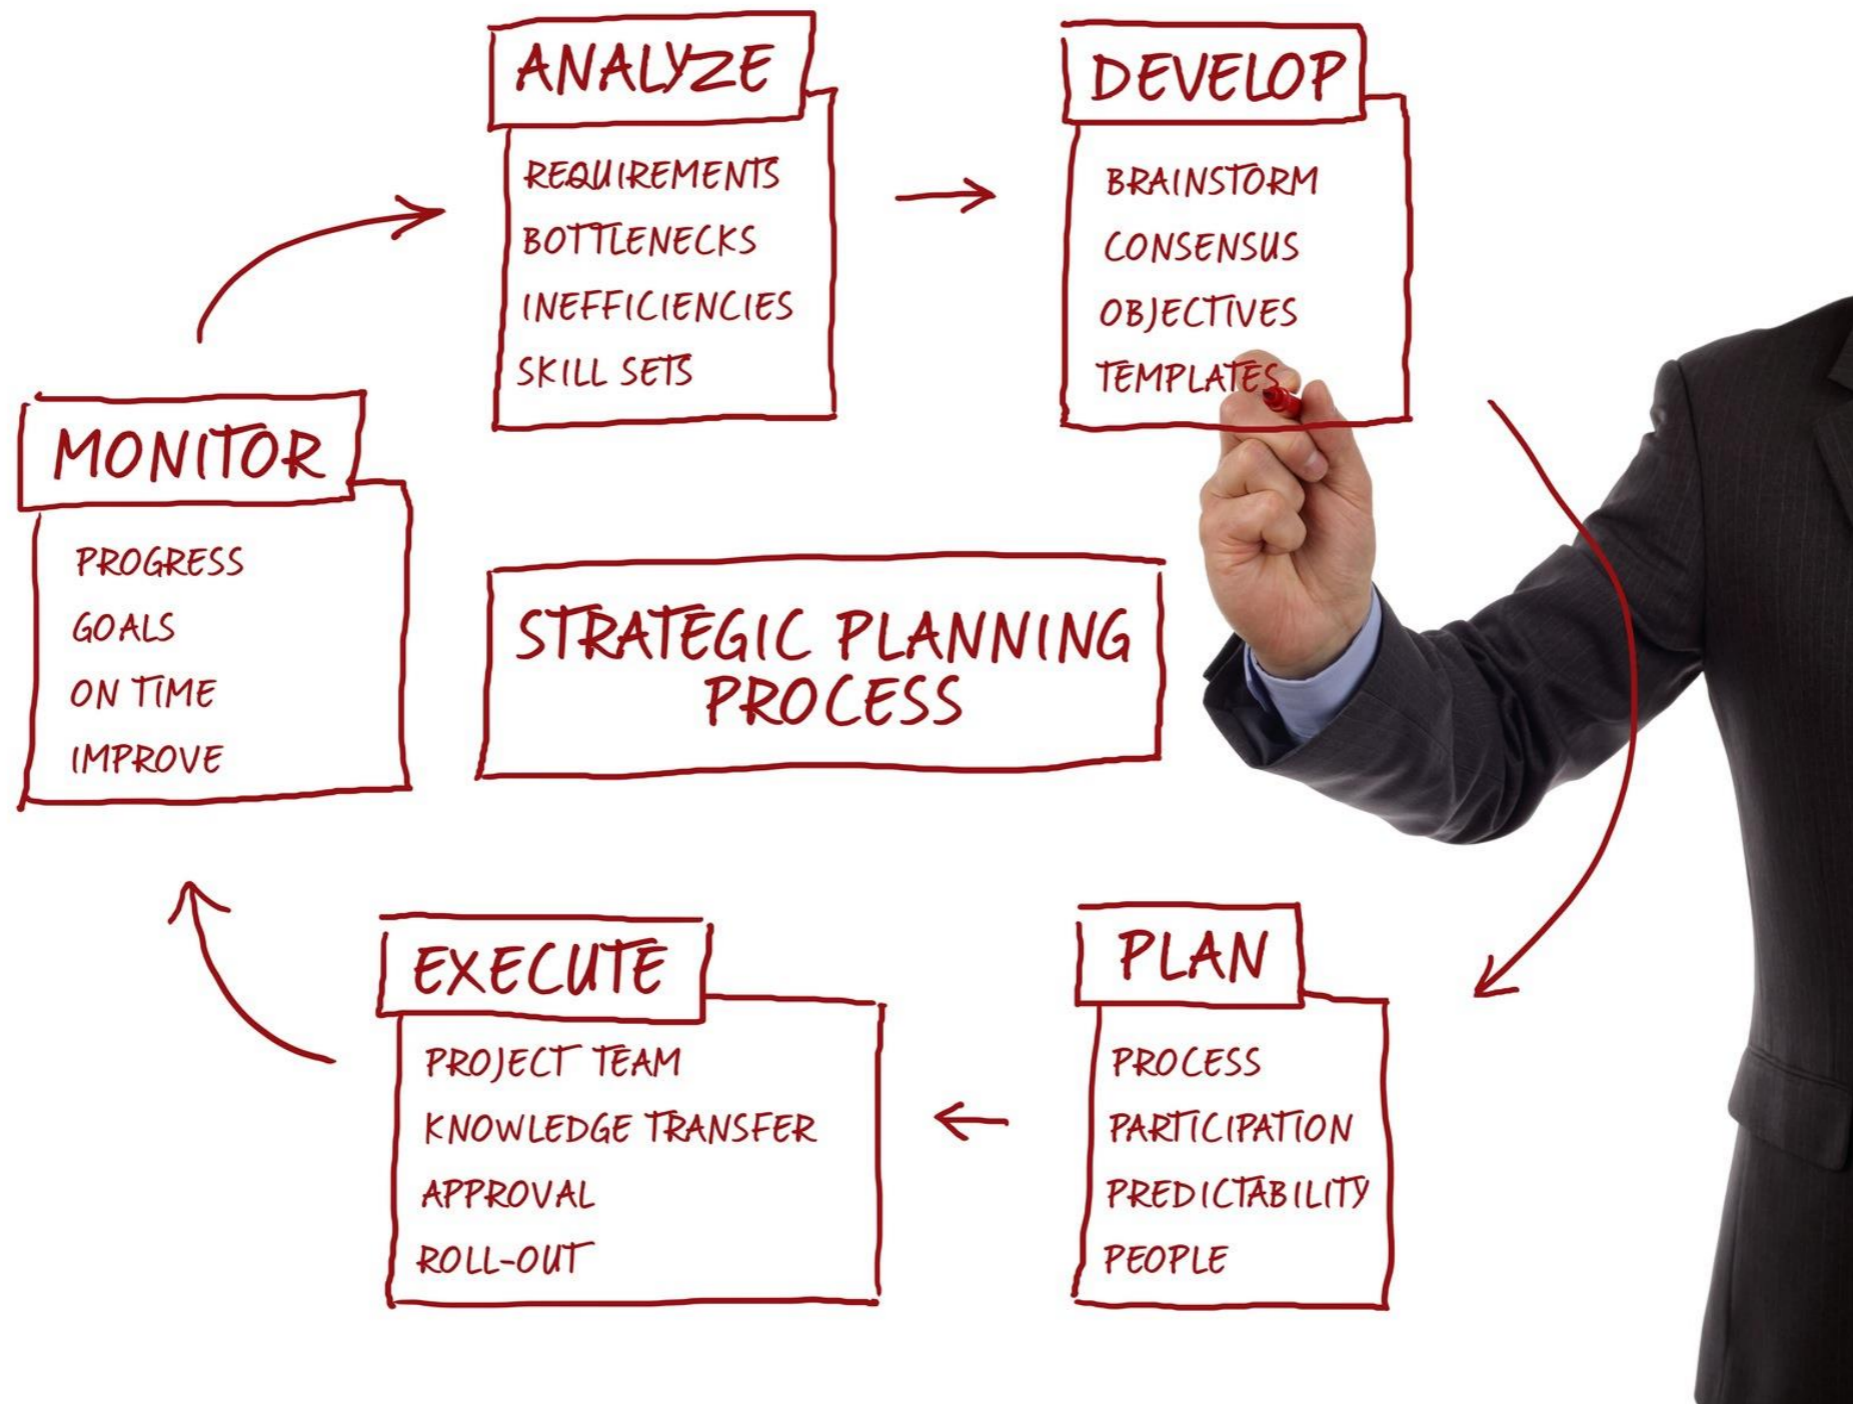 ANALYZE
REQUIREMENTS
BOTTLENECKS
INEFFICIENCIES
SKILL SETS
DEVELOP
BRAINSTORM
CONSENSUS
OBJECTIVES
TEMPLATES
MONITOR
PROGRESS
GOALS
ON TIME
IMPROVE
STRATEGIC PLANNING
PROCESS
EXECUTE
PROJECT TEAM
KNOWLEDGE TRANSFER
APPROVAL
ROLL-OUT
PLAN
PROCESS
PARTICIPATION
PREDICTABILITY
PEOPLE